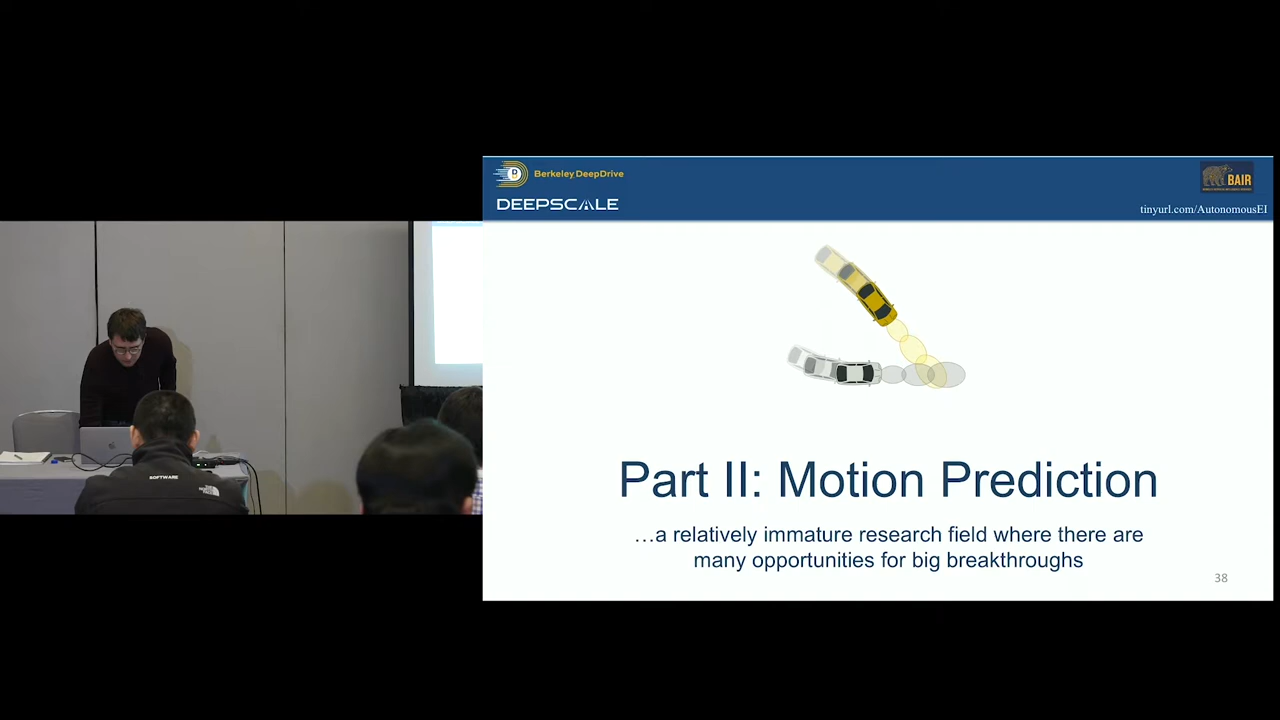 Berkeley DeepDrive
BAIR
DEEPSCALE
tinyurl.com/AutonomousEI
Part II: Motion Prediction
…a relatively immature research field where there are
many opportunities for big breakthroughs
38
SOFTWARE